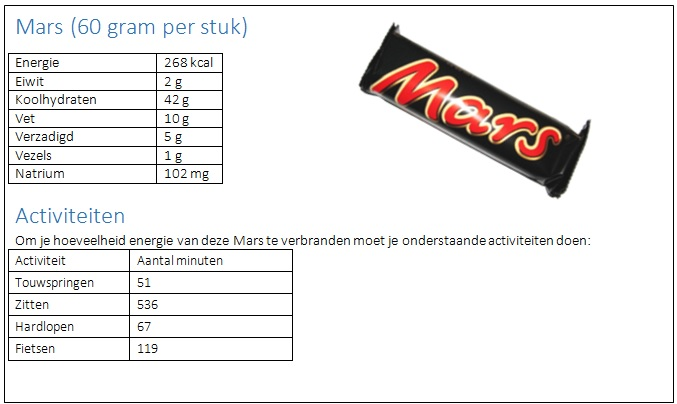 Mars (60 gram per stuk)
Mars
Energie 268 kcal
Eiwit 2 g
Koolhydraten 42 g
Vet 10 g
Verzadigd 5 g
Vezels 1 g
Natrium 102 mg
Activiteiten
Om je hoeveelheid energie van deze Mars te verbranden moet je onderstaande activiteiten doen:
Activiteit Aantal minuten
Touwspringen 51
Zitten 536
Hardlopen 67
Fietsen 119